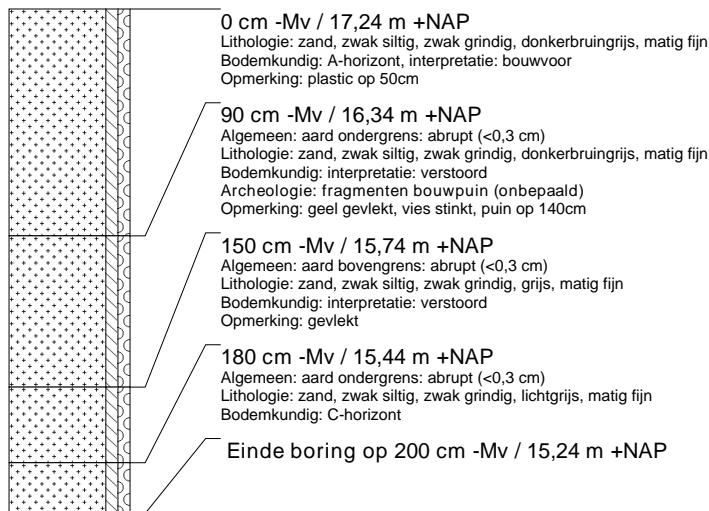 0 cm -Mv / 17,24 m +NAP
Lithologie: zand, zwak siltig, zwak grindig, donkerbruingrijs, matig fijn
Bodemkundig: A-horizont, interpretatie: bouwvoor
Opmerking: plastic op 50cm
90 cm -Mv / 16,34 m +NAP
Algemeen: aard ondergrens: abrupt (<0,3 cm)
Lithologie: zand, zwak siltig, zwak grindig, donkerbruingrijs, matig fijn
Bodemkundig: interpretatie: verstoord
Archeologie: fragmenten bouwpuin (onbepaald)
Opmerking: geel gevlekt, vies stinkt, puin op 140cm
150 cm -Mv / 15,74 m +NAP
Algemeen: aard bovengrens: abrupt (<0,3 cm)
Lithologie: zand, zwak siltig, zwak grindig, grijs, matig fijn
Bodemkundig: interpretatie: verstoord
Opmerking: gevlekt
180 cm -Mv / 15,44 m +NAP
Algemeen: aard ondergrens: abrupt (<0,3 cm)
Lithologie: zand, zwak siltig, zwak grindig, lichtgrijs, matig fijn
Bodemkundig: C-horizont
Einde boring op 200 cm -Mv / 15,24 m +NAP